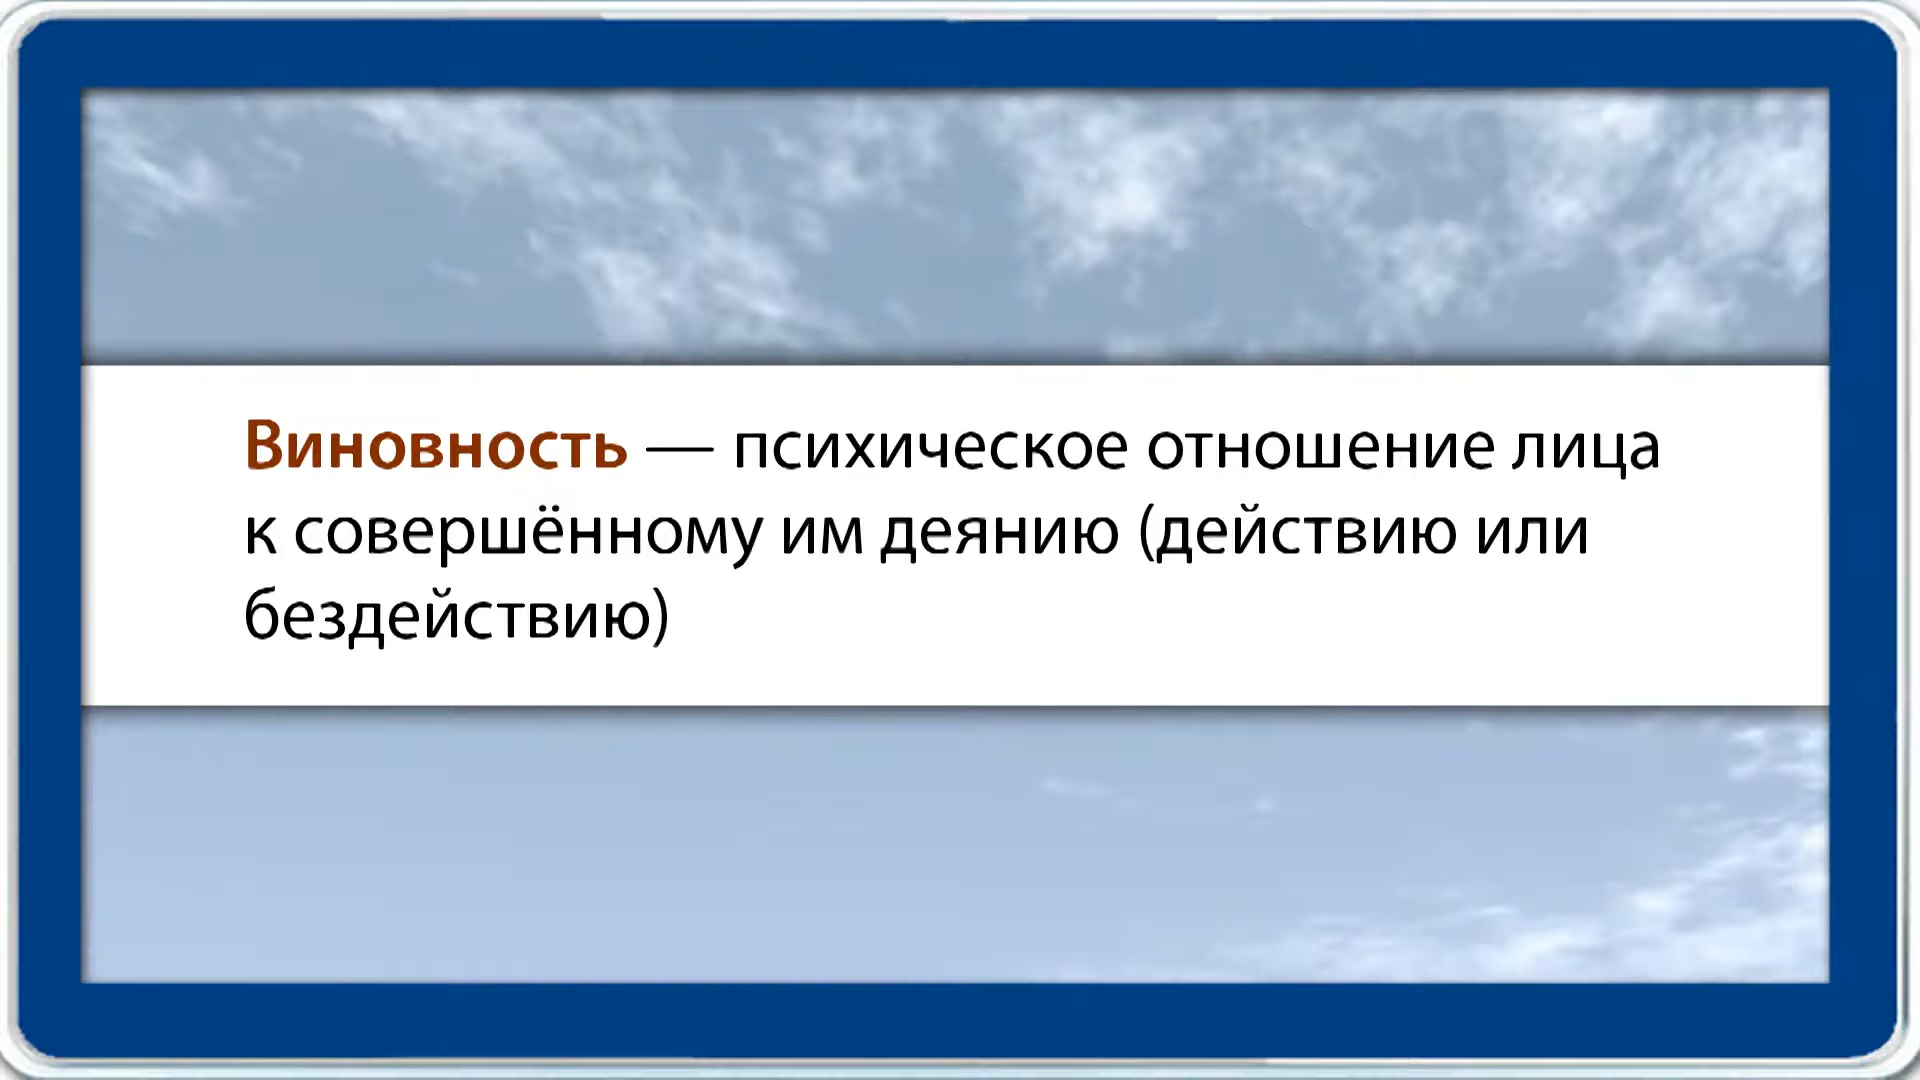 Виновность — психическое отношение лица
к совершённому им деянию (действию или
бездействию)